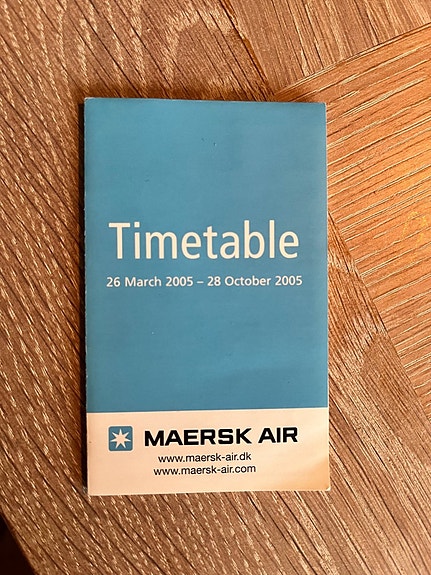 Timetable
26 March 2005 – 28 October 2005
MAERSK AIR
www.maersk-air.dk
www.maersk-air.com